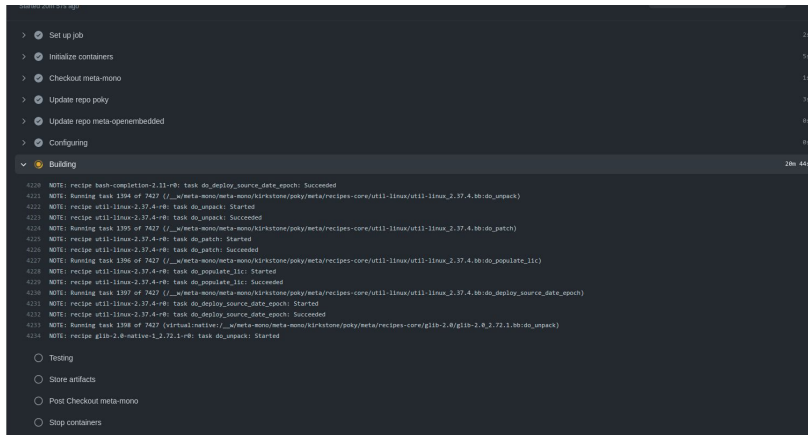 Started 20m 51s ago
Set up job
2s
Initialize containers
5s
Checkout meta-mono
1s
Update repo poky
3s
Update repo meta-openembedded
0s
Configuring
0s
Building
20m 44s
4220 NOTE: recipe bash-completion-2.11-r0: task do_deploy_source_date_epoch: Succeeded
4221 NOTE: Running task 1394 of 7427 (/__w/meta-mono/meta-mono/kirkstone/poky/meta/recipes-core/util-linux/util-linux_2.37.4.bb:do_unpack)
4222 NOTE: recipe util-linux-2.37.4-r0: task do_unpack: Started
4223 NOTE: recipe util-linux-2.37.4-r0: task do_unpack: Succeeded
4224 NOTE: Running task 1395 of 7427 (/__w/meta-mono/meta-mono/kirkstone/poky/meta/recipes-core/util-linux/util-linux_2.37.4.bb:do_patch)
4225 NOTE: recipe util-linux-2.37.4-r0: task do_patch: Started
4226 NOTE: recipe util-linux-2.37.4-r0: task do_patch: Succeeded
4227 NOTE: Running task 1396 of 7427 (/__w/meta-mono/meta-mono/kirkstone/poky/meta/recipes-core/util-linux/util-linux_2.37.4.bb:do_populate_lic)
4228 NOTE: recipe util-linux-2.37.4-r0: task do_populate_lic: Started
4229 NOTE: recipe util-linux-2.37.4-r0: task do_populate_lic: Succeeded
4230 NOTE: Running task 1397 of 7427 (/__w/meta-mono/meta-mono/kirkstone/poky/meta/recipes-core/util-linux/util-linux_2.37.4.bb:do_deploy_source_date_epoch)
4231 NOTE: recipe util-linux-2.37.4-r0: task do_deploy_source_date_epoch: Started
4232 NOTE: recipe util-linux-2.37.4-r0: task do_deploy_source_date_epoch: Succeeded
4233 NOTE: Running task 1398 of 7427 (virtual:native:/__w/meta-mono/meta-mono/kirkstone/poky/meta/recipes-core/glib-2.0/glib-2.0_2.72.1.bb:do_unpack)
4234 NOTE: recipe glib-2.0-native-1_2.72.1-r0: task do_unpack: Started
Testing
Store artifacts
Post Checkout meta-mono
Stop containers